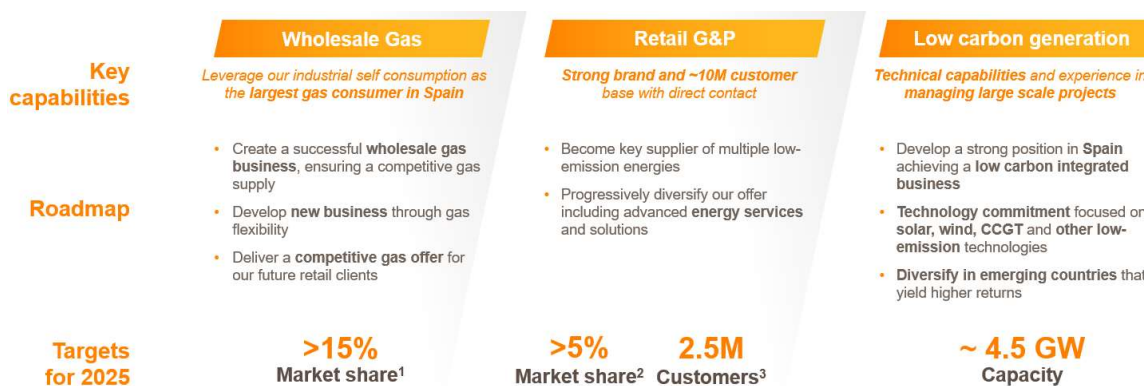 Wholesale Gas
Retail G&P
Low carbon generation
Key
capabilities
Leverage our industrial self consumption as
the largest gas consumer in Spain
Strong brand and ~10M customer
base with direct contact
Technical capabilities and experience in
managing large scale projects
Roadmap
• Create a successful wholesale gas
business, ensuring a competitive gas
supply
• Develop new business through gas
flexibility
• Deliver a competitive gas offer for
our future retail clients
• Become key supplier of multiple low-
emission energies
• Progressively diversify our offer
including advanced energy services
and solutions
• Develop a strong position in Spain
achieving a low carbon integrated
business
• Technology commitment focused on
solar, wind, CCGT and other low-
emission technologies
• Diversify in emerging countries that
yield higher returns
Targets
for 2025
>15%
Market share¹
>5%
Market share²
2.5M
Customers³
~ 4.5 GW
Capacity